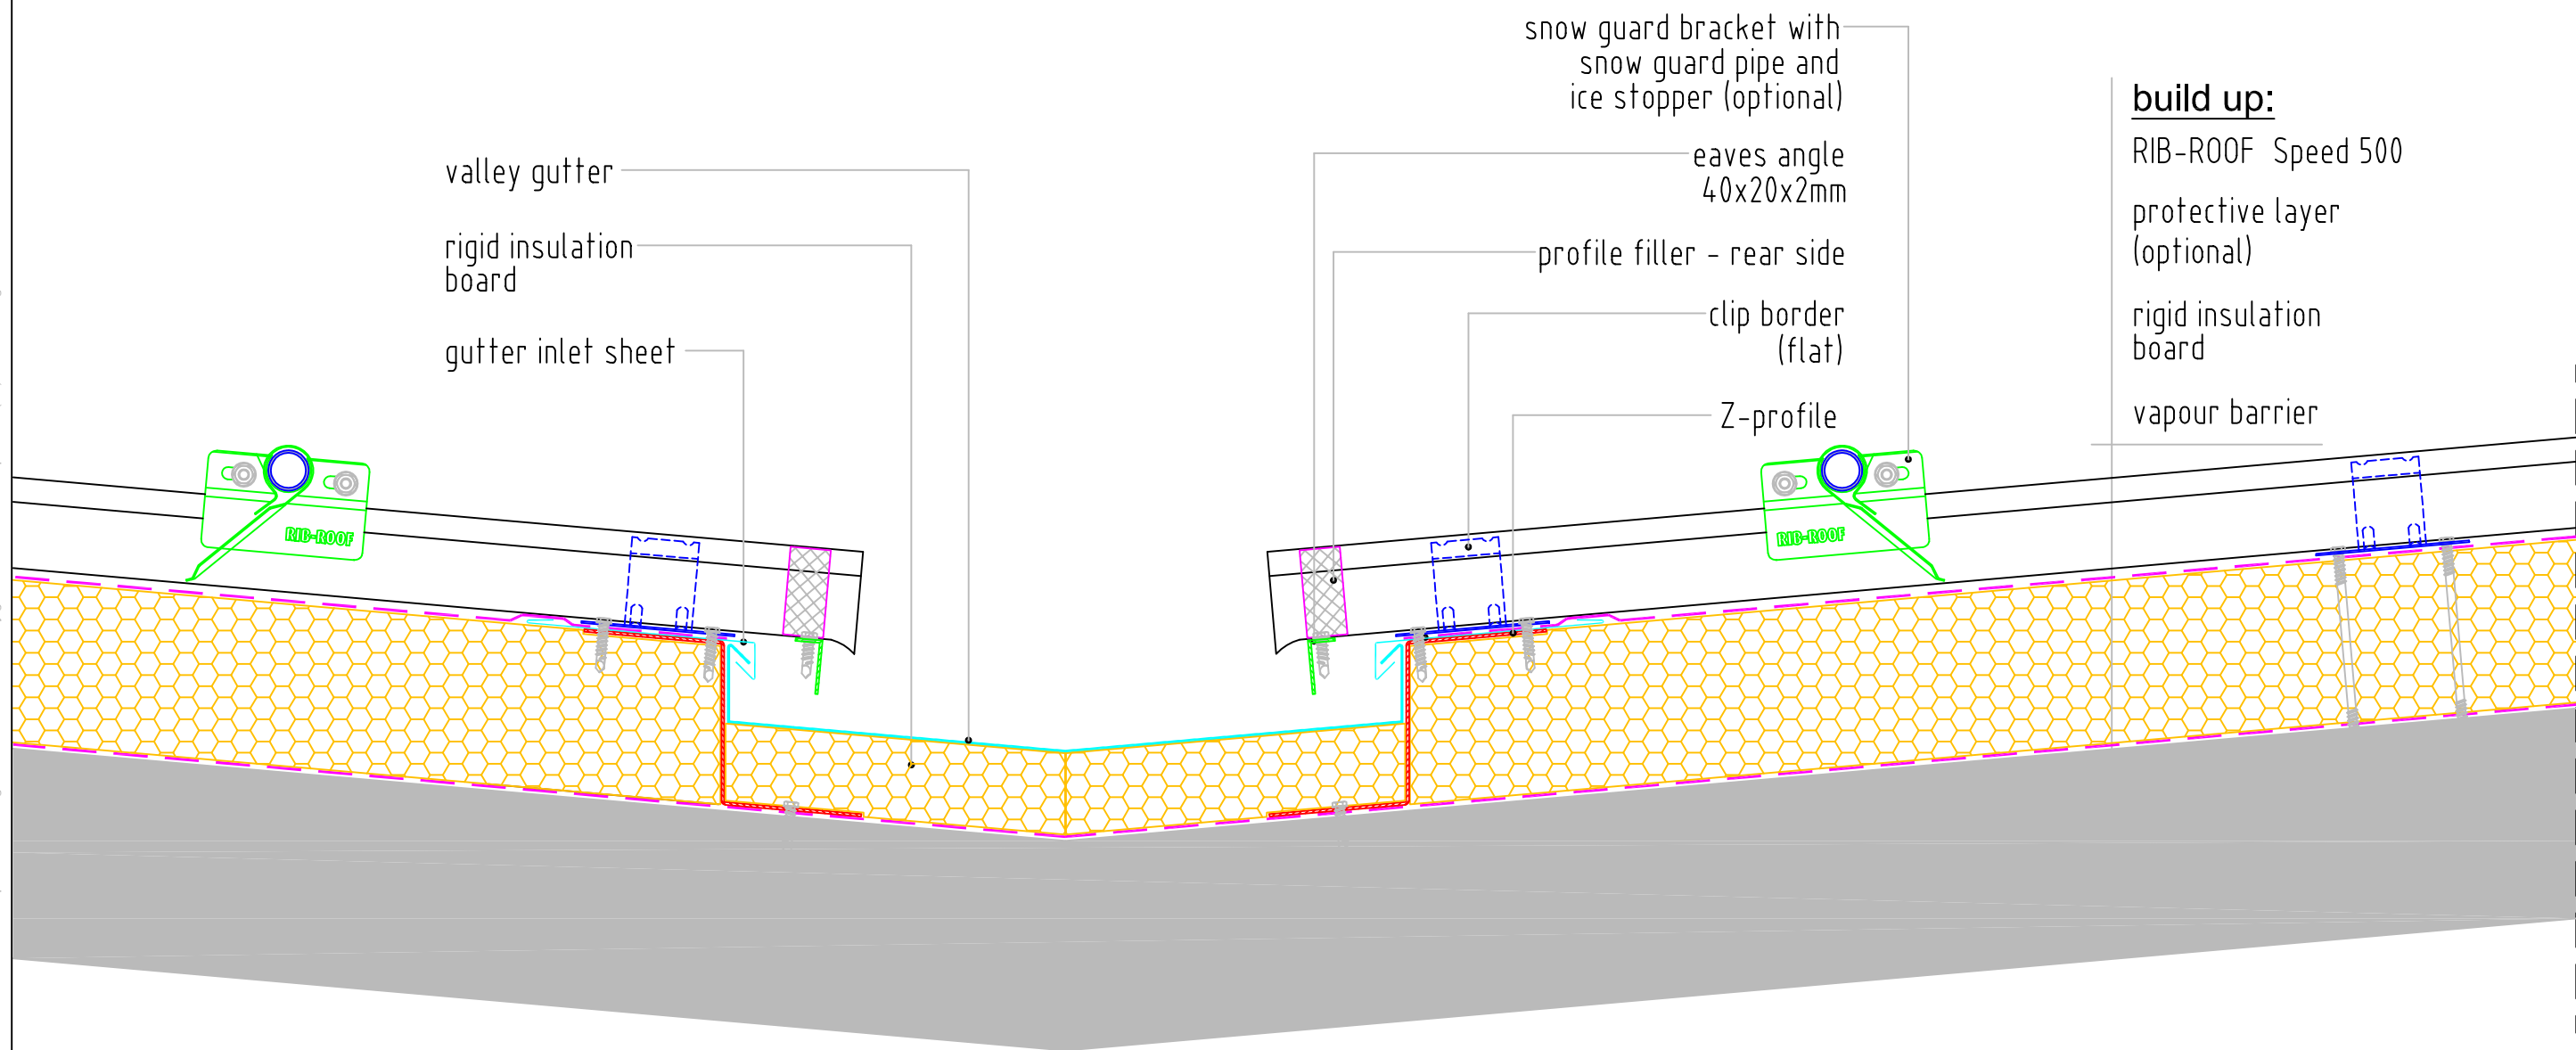 valley gutter
rigid insulation
board
gutter inlet sheet
snow guard bracket with
snow guard pipe and
ice stopper (optional)
eaves angle
40x20x2mm
profile filler - rear side
clip border
(flat)
Z-profile
build up:
RIB-ROOF Speed 500
protective layer
(optional)
rigid insulation
board
vapour barrier
RIB-ROOF
RIB-ROOF